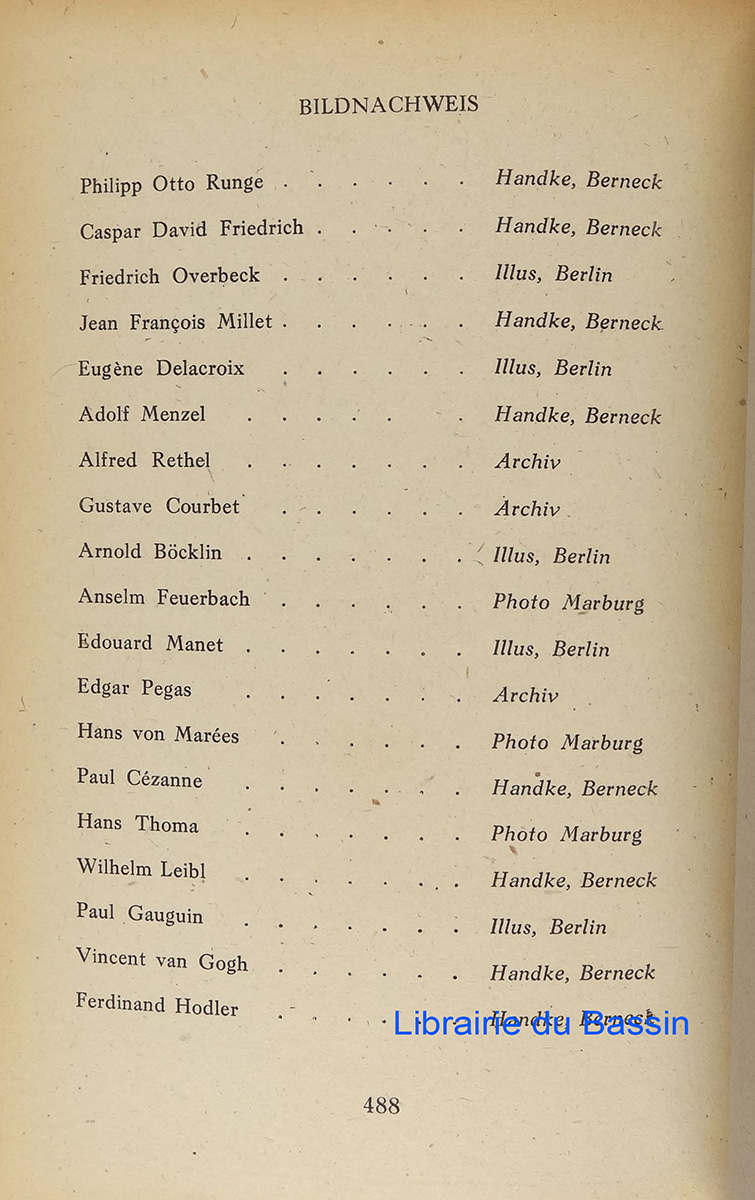 BILDNACHWEIS
Philipp Otto Runge . . . . . . Handke, Berneck
Caspar David Friedrich . . . . . Handke, Berneck
Friedrich Overbeck . . . . . . Illus, Berlin
Jean François Millet . . . . . . Handke, Berneck
Eugène Delacroix . . . . . . Illus, Berlin
Adolf Menzel . . . . . . Handke, Berneck
Alfred Rethel . . . . . . . Archiv
Gustave Courbet . . . . . . Archiv
Arnold Böcklin . . . . . . . Illus, Berlin
Anselm Feuerbach . . . . . . Photo Marburg
Edouard Manet . . . . . . . Illus, Berlin
Edgar Pegas . . . . . . . Archiv
Hans von Marées . . . . . . Photo Marburg
Paul Cézanne . . . . . . . Handke, Berneck
Hans Thoma . . . . . . . Photo Marburg
Wilhelm Leibl . . . . . . . Handke, Berneck
Paul Gauguin . . . . . . . Illus, Berlin
Vincent van Gogh . . . . . . Handke, Berneck
Ferdinand Hodler . . . . Handke, Berneck
Librairie du Bassin
488